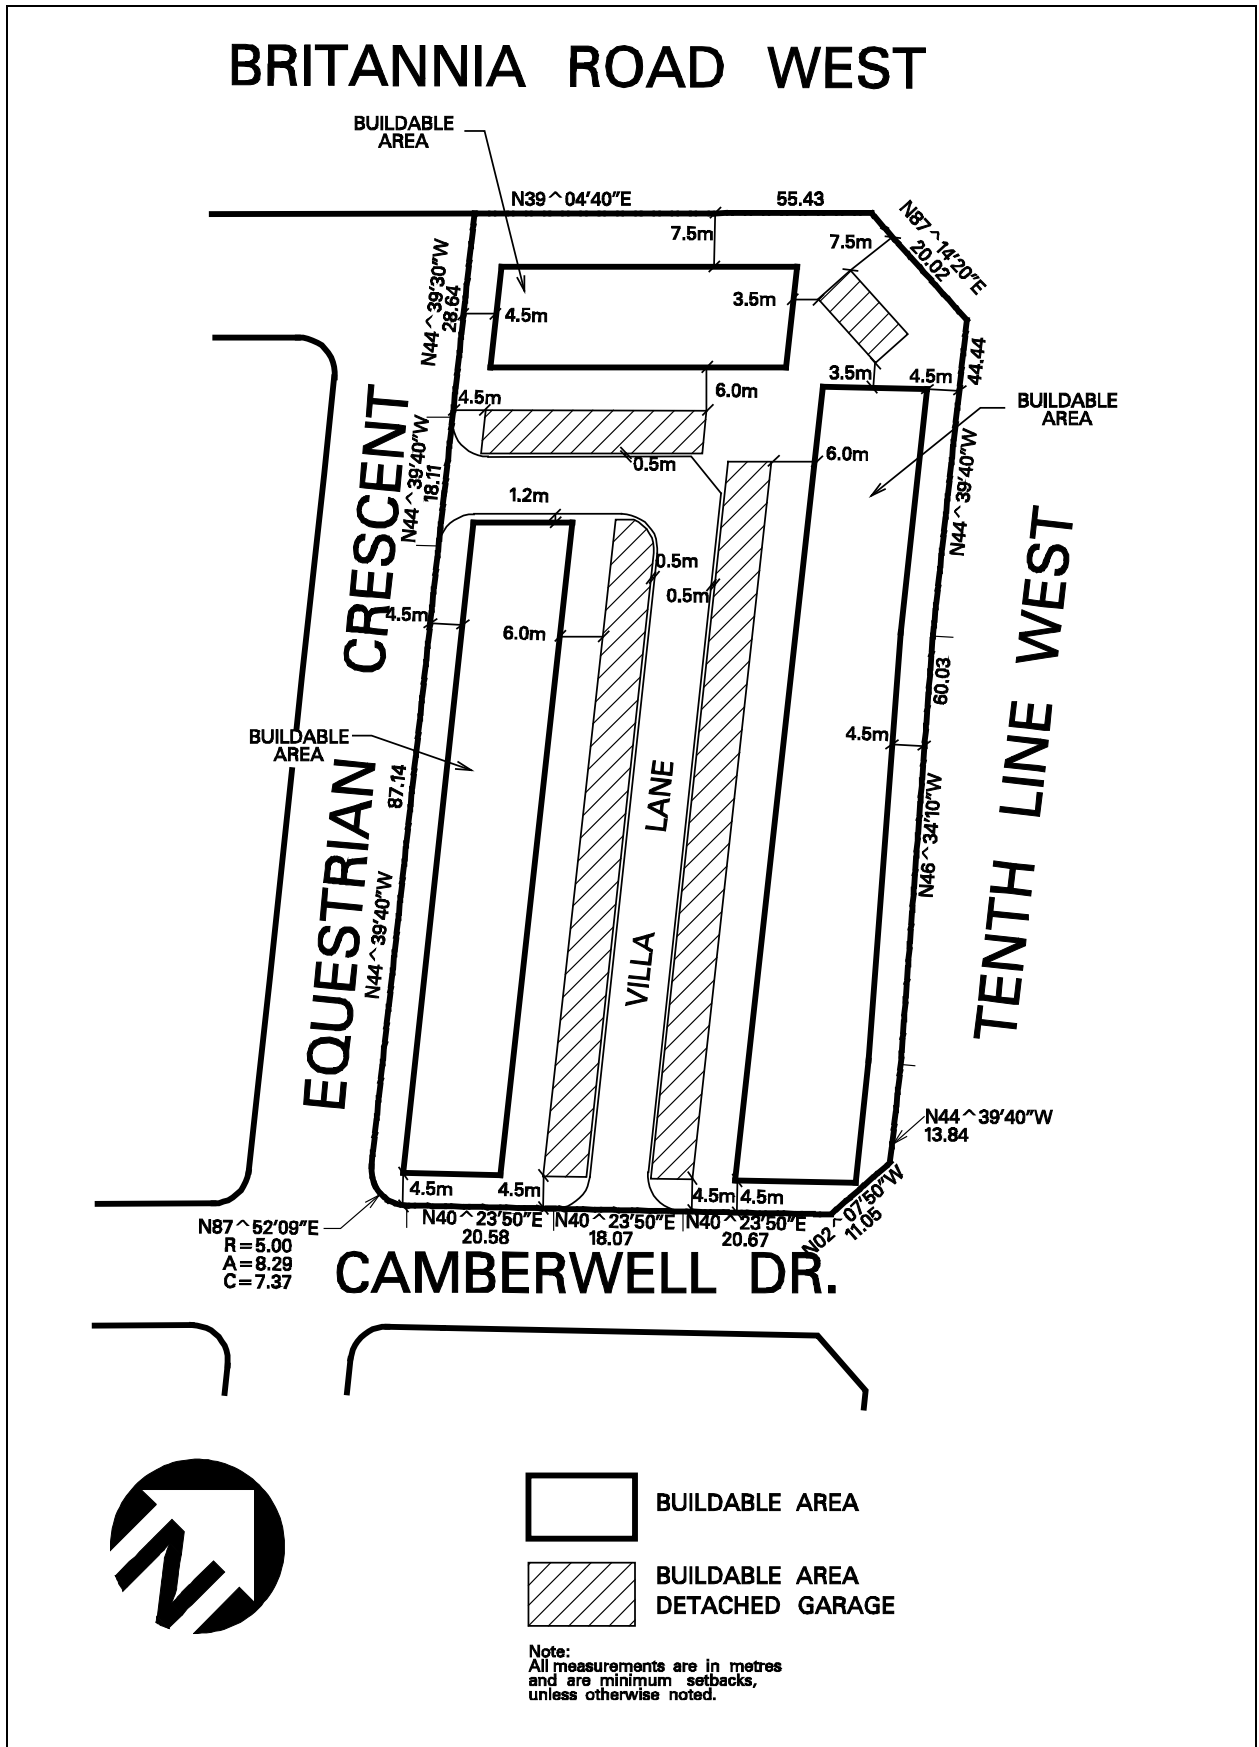 BRITANNIA ROAD WEST
BUILDABLE
AREA
N39^04'40"E
55.43
N87^14'20"E
20.02
7.5m
7.5m
N44^39'30"W
28.64
3.5m
4.5m
44.44
3.5m
4.5m
6.0m
4.5m
BUILDABLE
AREA
N44^39'40"W
18.11
N44^39'40"W
6.0m
0.5m
1.2m
0.5m
0.5m
4.5m
6.0m
EQUESTRIAN CRESCENT
TENTH LINE WEST
60.03
4.5m
BUILDABLE
AREA
87.14
N46^34'10"W
VILLA LANE
N44^39'40"W
N44^39'40"W
13.84
4.5m
4.5m
4.5m
4.5m
N02^07'50"W
11.05
N87^52'09"E
R=5.00
A=8.29
C=7.37
N40^23'50"E
20.58
N40^23'50"E
18.07
N40^23'50"E
20.67
CAMBERWELL DR.
N
BUILDABLE AREA
BUILDABLE AREA
DETACHED GARAGE
Note:
All measurements are in metres
and are minimum setbacks,
unless otherwise noted.